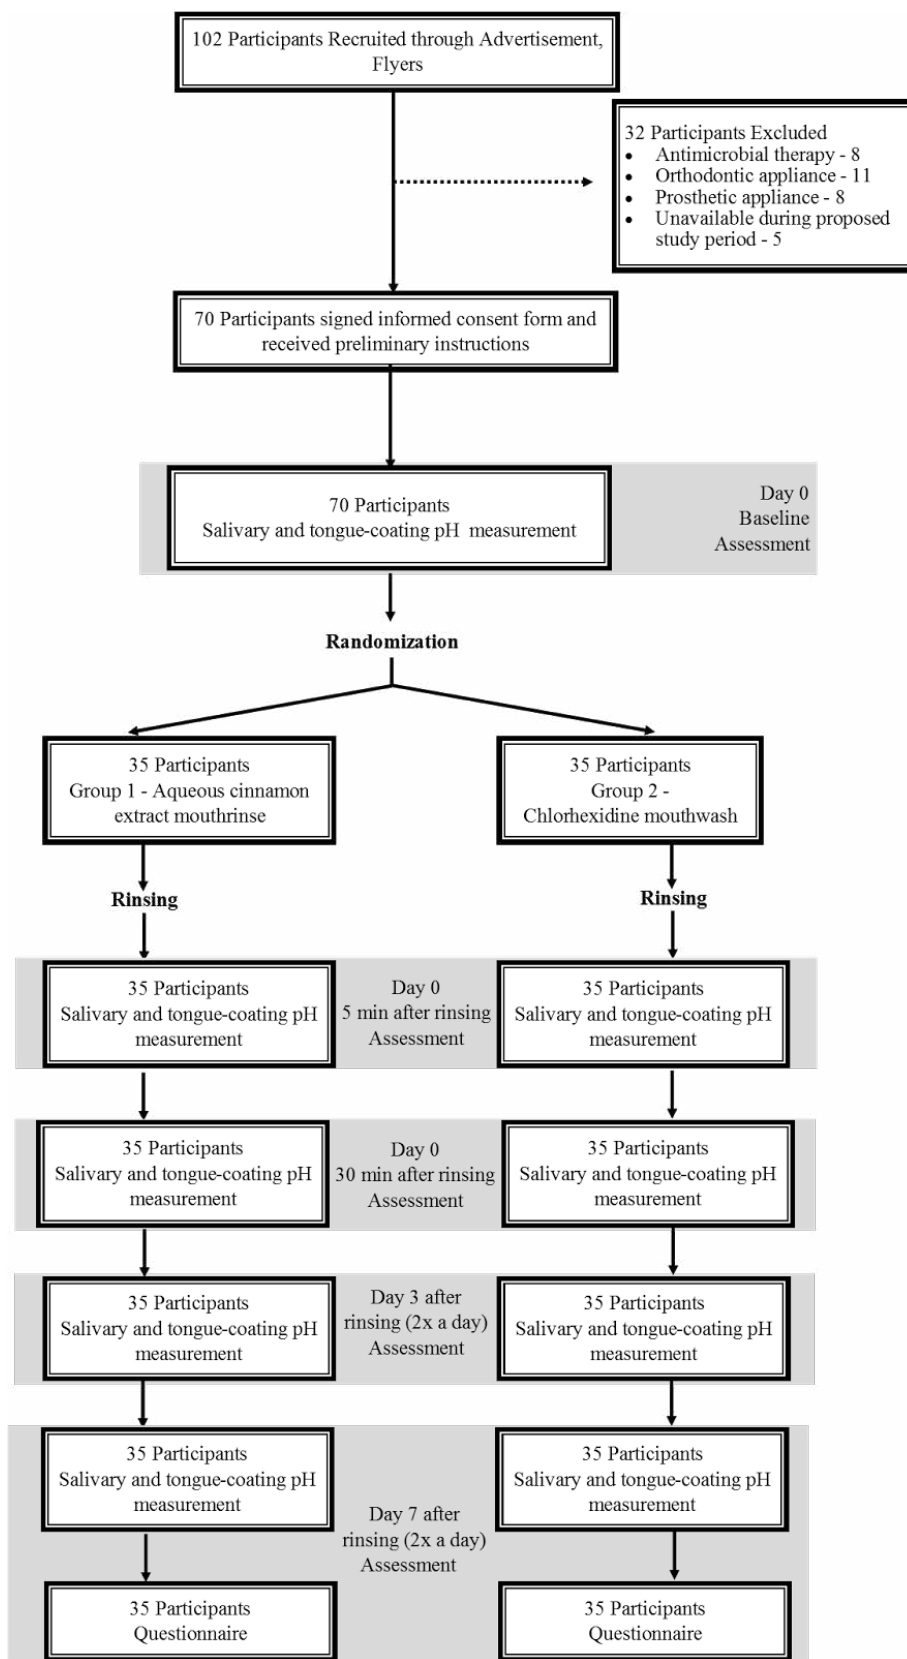 102 Participants Recruited through Advertisement,
Flyers
32 Participants Excluded
• Antimicrobial therapy - 8
• Orthodontic appliance - 11
• Prosthetic appliance - 8
• Unavailable during proposed
study period - 5
70 Participants signed informed consent form and
received preliminary instructions
70 Participants
Salivary and tongue-coating pH measurement
Day 0
Baseline
Assessment
Randomization
35 Participants
Group 1 - Aqueous cinnamon
extract mouthrinse
35 Participants
Group 2 -
Chlorhexidine mouthwash
Rinsing
Rinsing
35 Participants
Salivary and tongue-coating pH
measurement
Day 0
5 min after rinsing
Assessment
35 Participants
Salivary and tongue-coating pH
measurement
35 Participants
Salivary and tongue-coating pH
measurement
Day 0
30 min after rinsing
Assessment
35 Participants
Salivary and tongue-coating pH
measurement
35 Participants
Salivary and tongue-coating pH
measurement
Day 3 after
rinsing (2x a day)
Assessment
35 Participants
Salivary and tongue-coating pH
measurement
35 Participants
Salivary and tongue-coating pH
measurement
Day 7 after
rinsing (2x a day)
Assessment
35 Participants
Salivary and tongue-coating pH
measurement
35 Participants
Questionnaire
35 Participants
Questionnaire